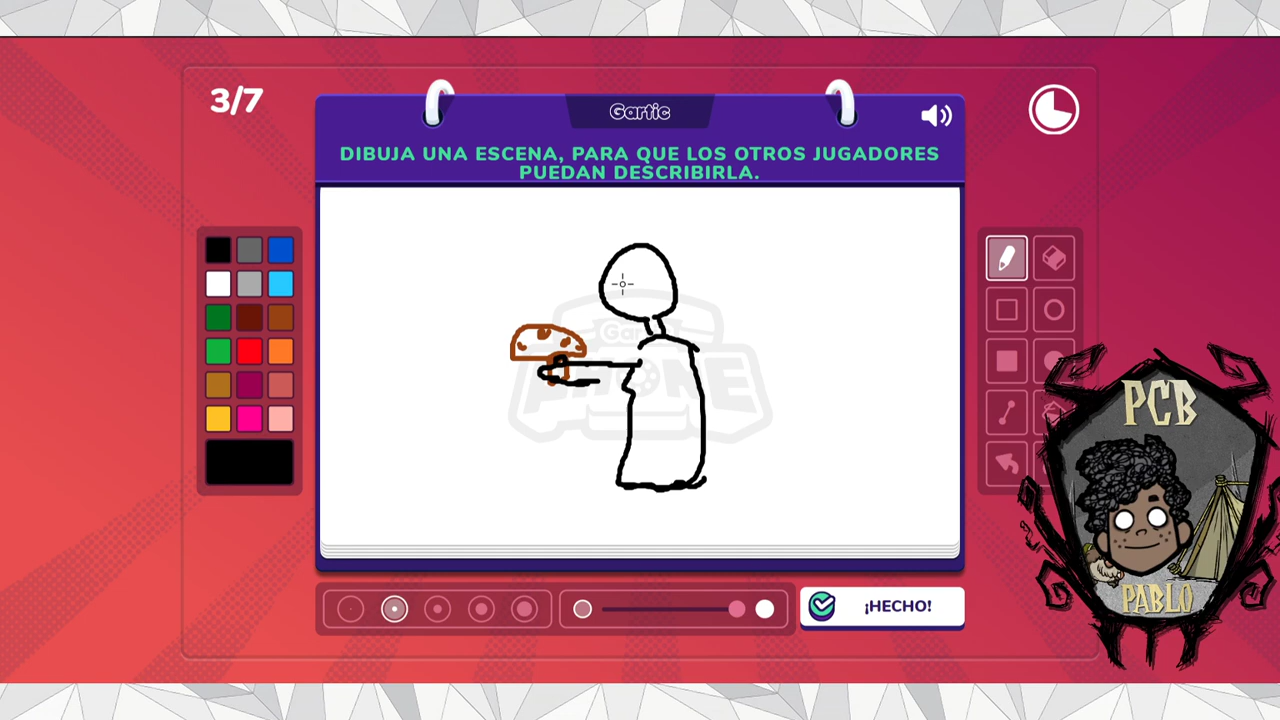 3/7
Gartic
DIBUJA UNA ESCENA, PARA QUE LOS OTROS JUGADORES
PUEDAN DESCRIBIRLA.
¡HECHO!
PCB
PABLO